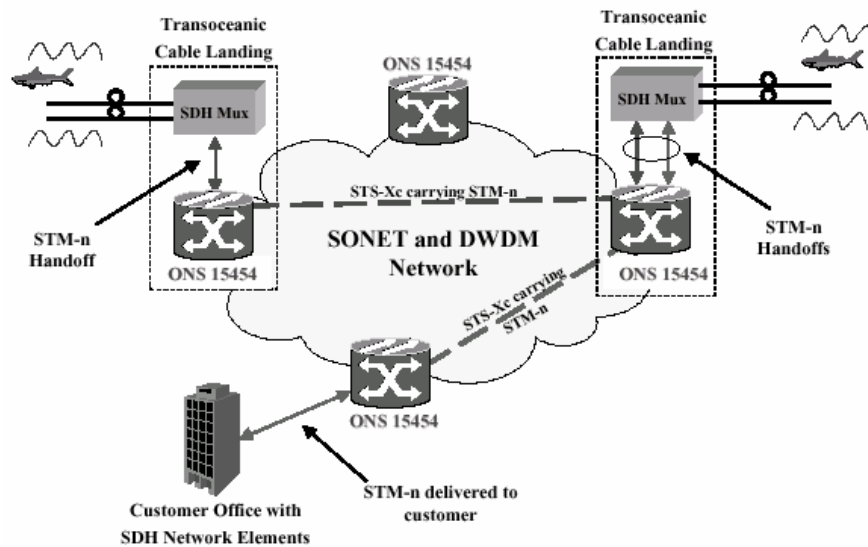 Transoceanic
Cable Landing
SDH Mux
STM-n
Handoff
ONS 15454
ONS 15454
Transoceanic
Cable Landing
SDH Mux
STM-n
Handoffs
ONS 15454
STS-Xc carrying STM-n
SONET and DWDM
Network
STS-Xc carrying
STM-n
ONS 15454
STM-n delivered to
customer
Customer Office with
SDH Network Elements